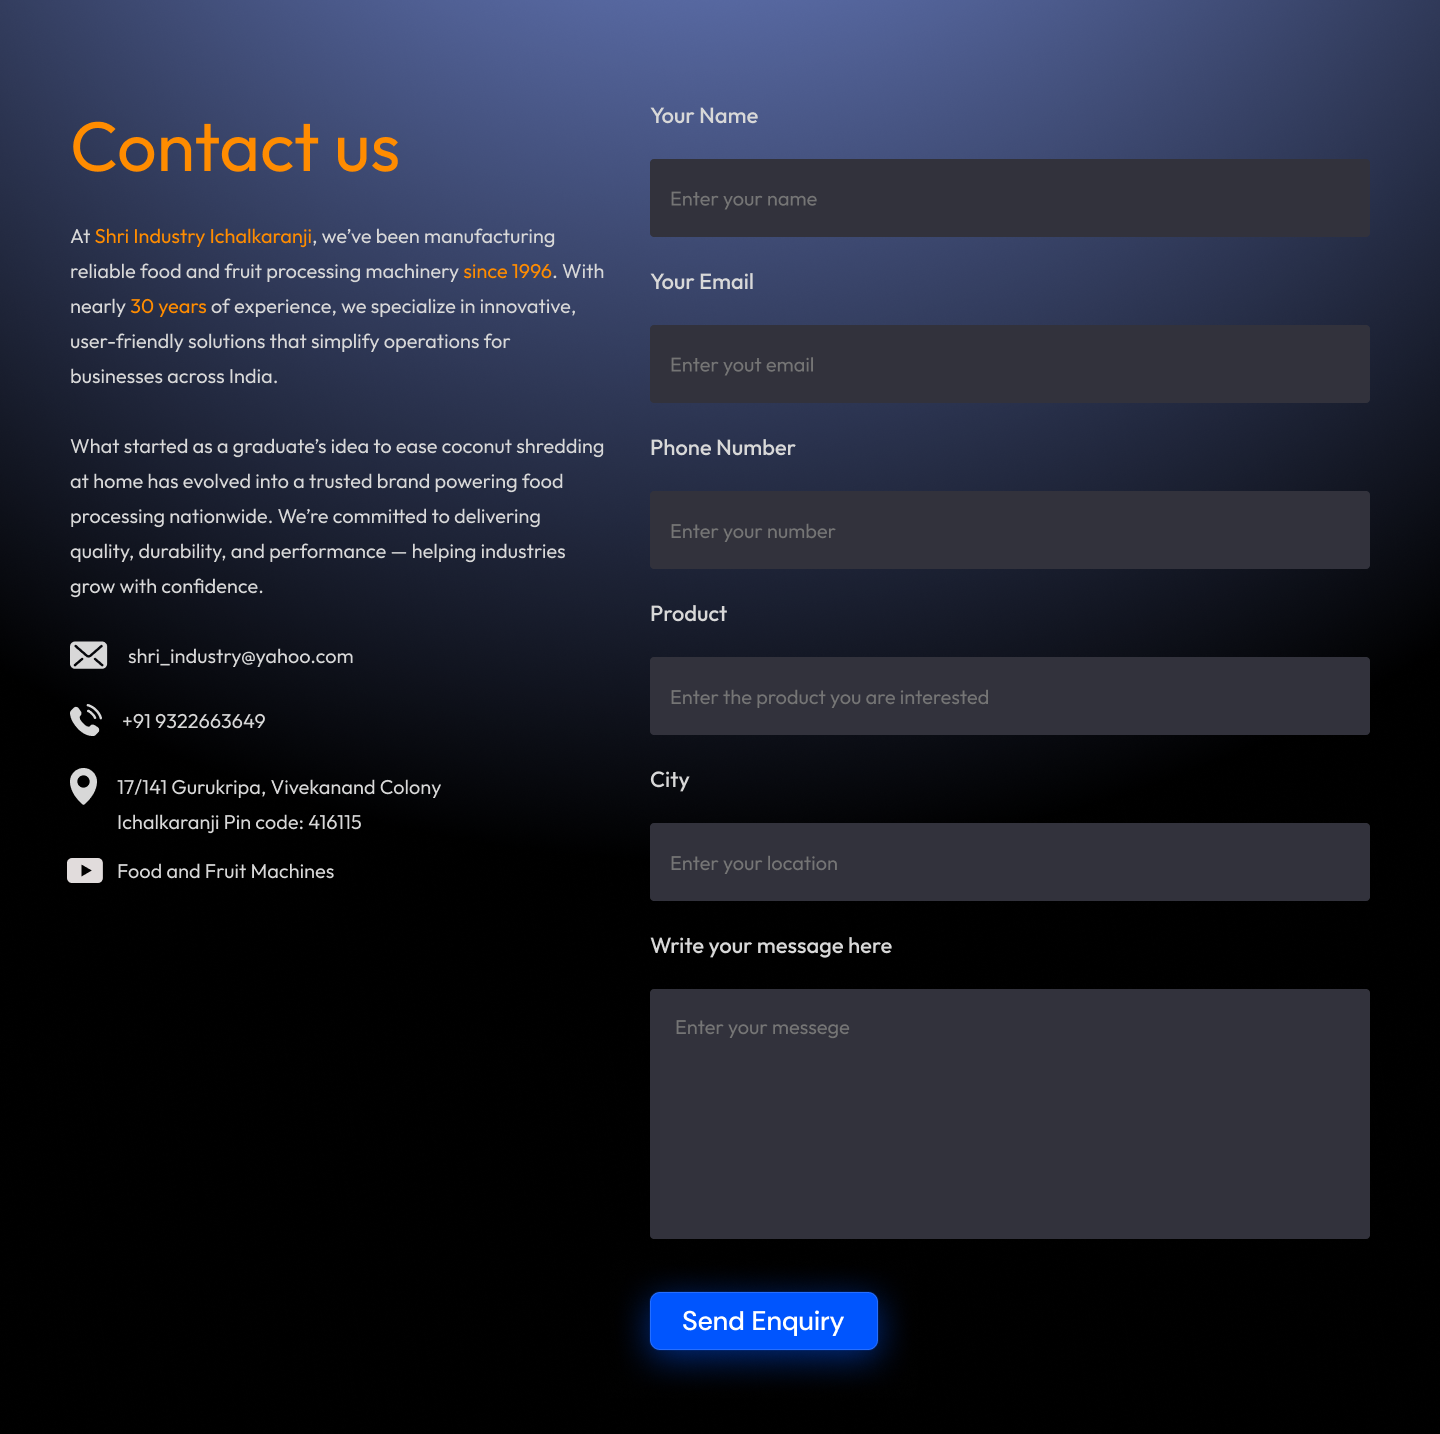 Contact us
At Shri Industry Ichalkaranji, we’ve been manufacturing
reliable food and fruit processing machinery since 1996. With
nearly 30 years of experience, we specialize in innovative,
user-friendly solutions that simplify operations for
businesses across India.
What started as a graduate’s idea to ease coconut shredding
at home has evolved into a trusted brand powering food
processing nationwide. We’re committed to delivering
quality, durability, and performance — helping industries
grow with confidence.
shri_industry@yahoo.com
+91 9322663649
17/141 Gurukripa, Vivekanand Colony
Ichalkaranji Pin code: 416115
Food and Fruit Machines
Your Name
Enter your name
Your Email
Enter yout email
Phone Number
Enter your number
Product
Enter the product you are interested
City
Enter your location
Write your message here
Enter your messege
Send Enquiry